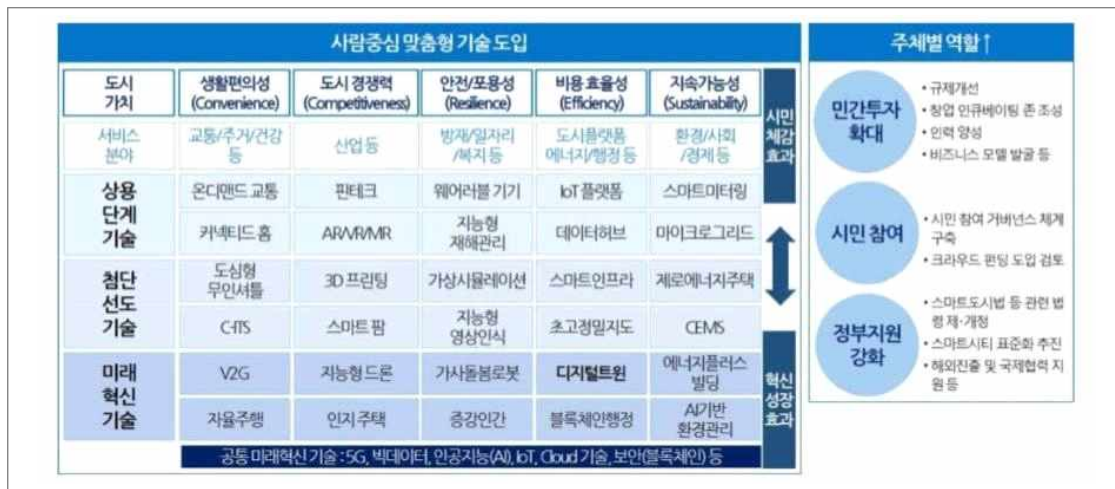 사람중심 맞춤형 기술 도입
도시 가치
생활편의성 (Convenience)
도시 경쟁력 (Competitiveness)
안전/포용성 (Resilience)
비용 효율성 (Efficiency)
지속가능성 (Sustainability)
시민 체감 효과
서비스 분야
교통/주거/건강 등
산업 등
방재/일자리 /복지 등
도시플랫폼 에너지/행정 등
환경/사회 /경제 등
상용 단계 기술
온디맨드 교통
핀테크
웨어러블 기기
IoT 플랫폼
스마트미터링
커넥티드 홈
AR/VR/MR
지능형 재해관리
데이터허브
마이크로그리드
첨단 선도 기술
도심형 무인셔틀
3D 프린팅
가상시뮬레이션
스마트인프라
제로에너지주택
C-ITS
스마트 팜
지능형 영상인식
초고정밀지도
CEMS
미래 혁신 기술
V2G
지능형 드론
가사돌봄로봇
디지털트윈
에너지플러스 빌딩
혁신 성장 효과
자율주행
인지 주택
증강인간
블록체인행정
AI기반 환경관리
공통 미래혁신 기술 : 5G, 빅데이터, 인공지능(AI), IoT, Cloud 기술, 보안(블록체인) 등
주체별 역할↑
민간투자 확대
• 규제개선
• 창업 인큐베이팅 존 조성
• 인력 양성
• 비즈니스 모델 발굴 등
시민 참여
• 시민 참여 거버넌스 체계 구축
• 크라우드 펀딩 도입 검토
정부지원 강화
• 스마트도시법 등 관련 법령 제·개정
• 스마트시티 표준화 추진
• 해외진출 및 국제협력 지원 등